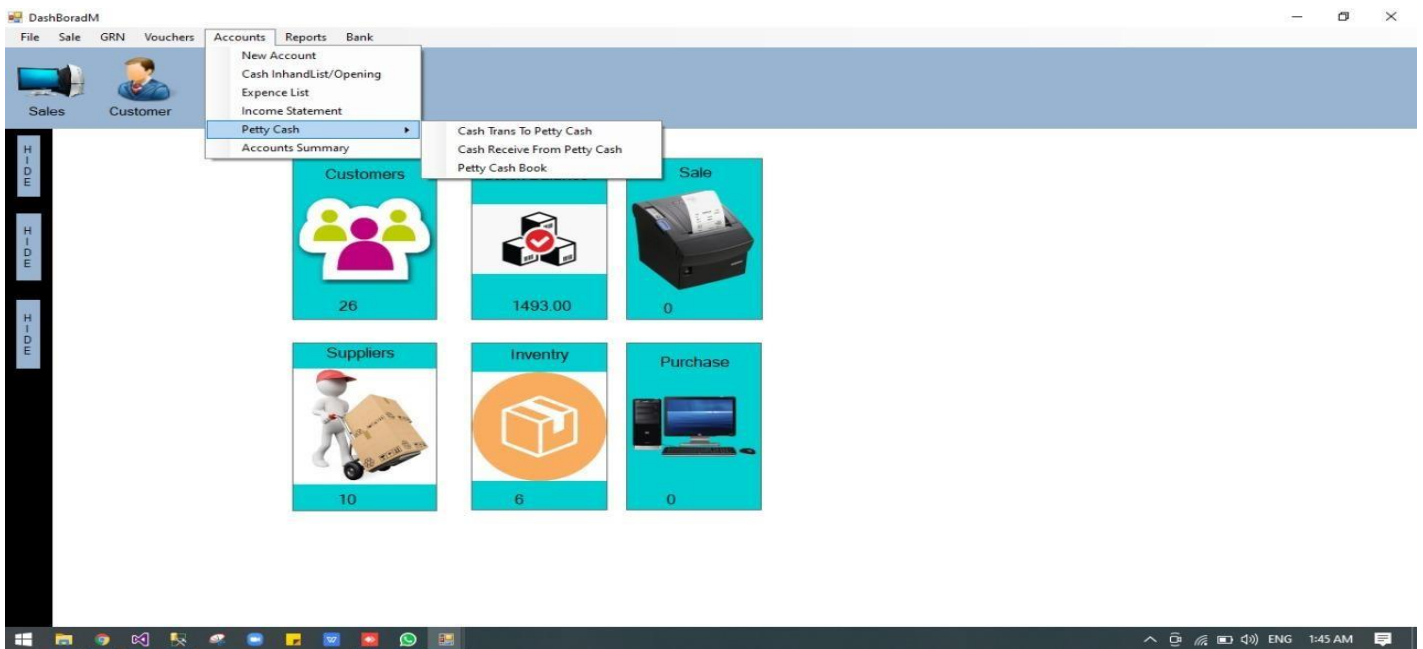 DashBoradM
File Sale GRN Vouchers Accounts Reports Bank
New Account
Cash InhandList/Opening
Expence List
Income Statement
Petty Cash
Accounts Summary
Cash Trans To Petty Cash
Cash Receive From Petty Cash
Petty Cash Book
Sales
Customer
HIDE
HIDE
HIDE
Customers
26
1493.00
Sale
0
Suppliers
10
Inventry
6
Purchase
0
ENG 1:45 AM